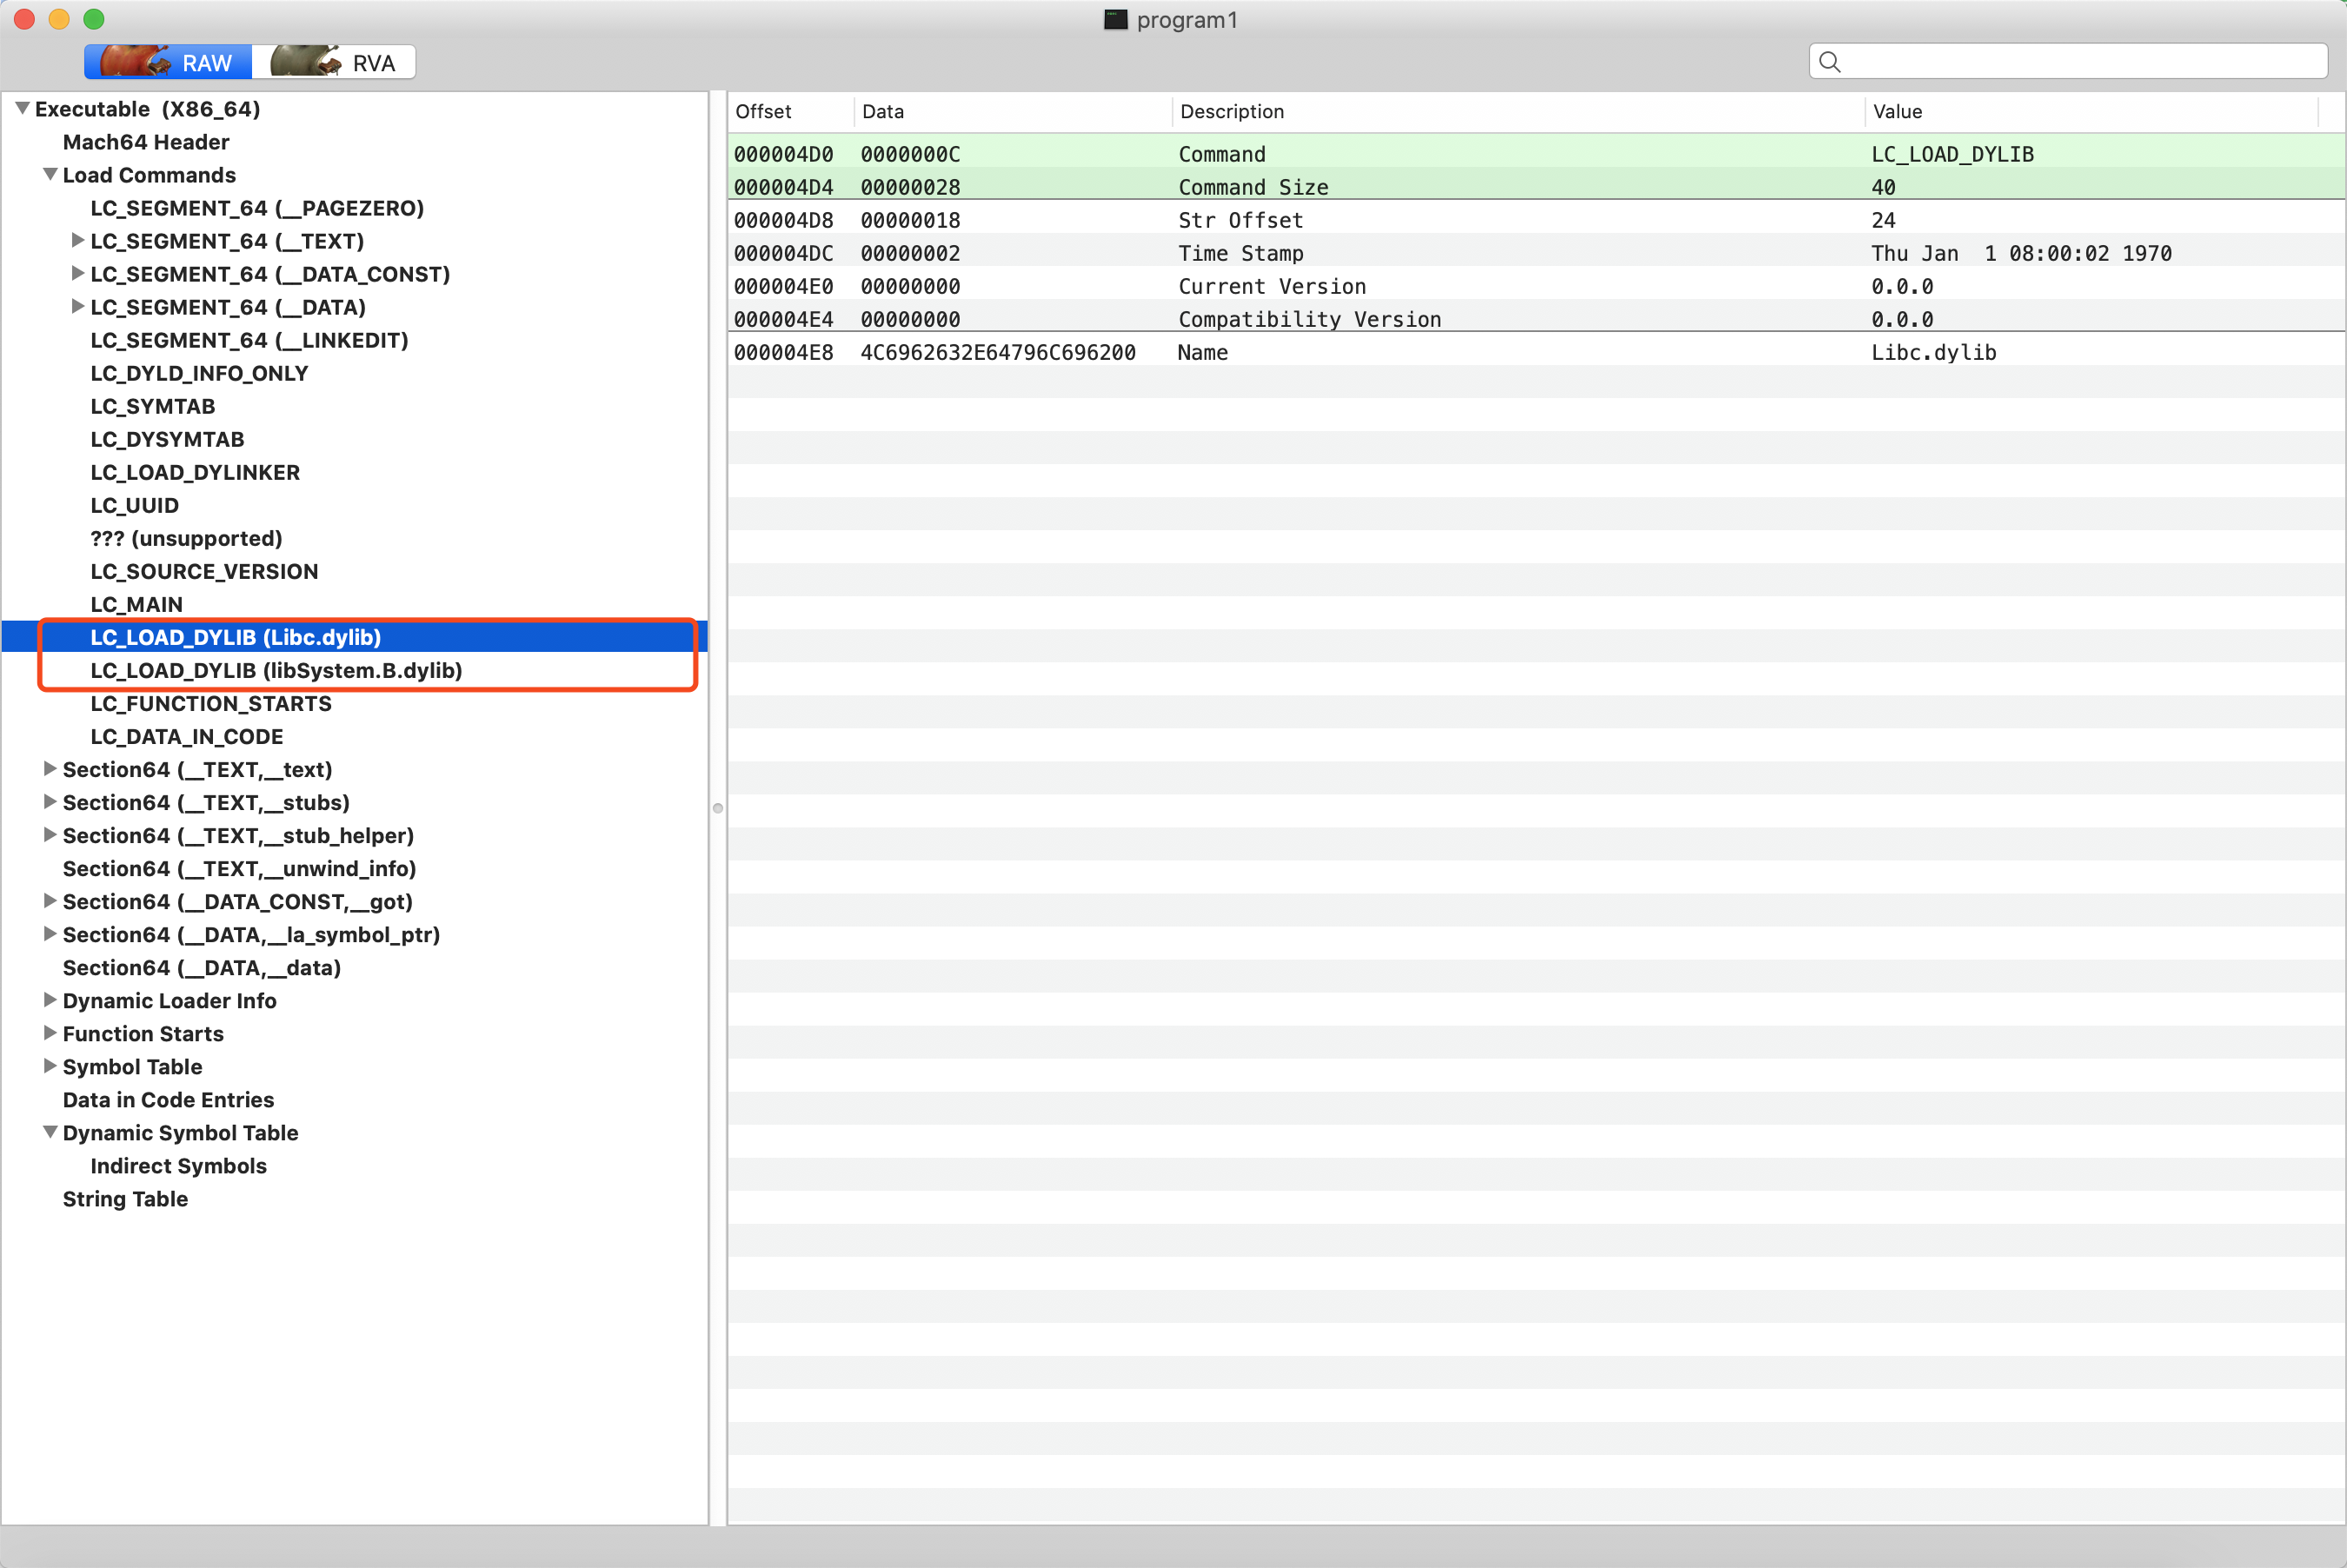 program1
RAW RVA
Executable (X86_64)
Mach64 Header
Load Commands
LC_SEGMENT_64 (__PAGEZERO)
LC_SEGMENT_64 (__TEXT)
LC_SEGMENT_64 (__DATA_CONST)
LC_SEGMENT_64 (__DATA)
LC_SEGMENT_64 (__LINKEDIT)
LC_DYLD_INFO_ONLY
LC_SYMTAB
LC_DYSYMTAB
LC_LOAD_DYLINKER
LC_UUID
??? (unsupported)
LC_SOURCE_VERSION
LC_MAIN
LC_LOAD_DYLIB (Libc.dylib)
LC_LOAD_DYLIB (libSystem.B.dylib)
LC_FUNCTION_STARTS
LC_DATA_IN_CODE
Section64 (__TEXT,__text)
Section64 (__TEXT,__stubs)
Section64 (__TEXT,__stub_helper)
Section64 (__TEXT,__unwind_info)
Section64 (__DATA_CONST,__got)
Section64 (__DATA,__la_symbol_ptr)
Section64 (__DATA,__data)
Dynamic Loader Info
Function Starts
Symbol Table
Data in Code Entries
Dynamic Symbol Table
Indirect Symbols
String Table
Offset Data Description Value
000004D0 0000000C Command LC_LOAD_DYLIB
000004D4 00000028 Command Size 40
000004D8 00000018 Str Offset 24
000004DC 00000002 Time Stamp Thu Jan  1 08:00:02 1970
000004E0 00000000 Current Version 0.0.0
000004E4 00000000 Compatibility Version 0.0.0
000004E8 4C6962632E64796C696200 Name Libc.dylib